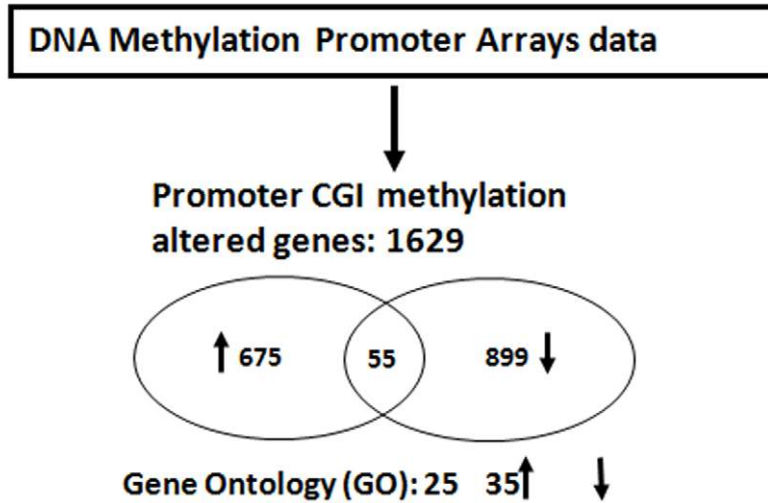 DNA Methylation Promoter Arrays data
Promoter CGI methylation
altered genes: 1629
↑ 675 55 899 ↓
Gene Ontology (GO): 25 35↑ ↓